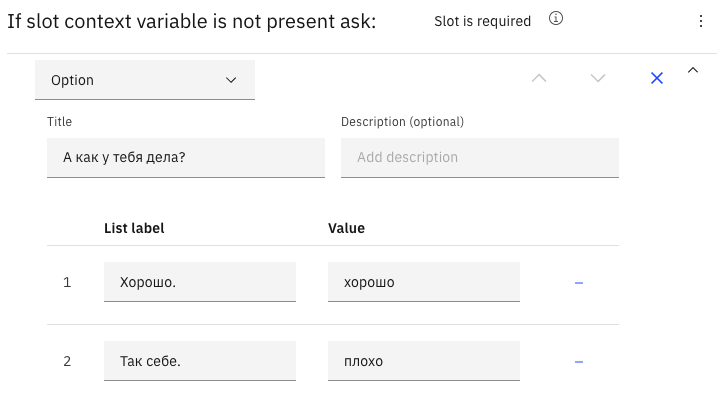 If slot context variable is not present ask:
Slot is required
Option
Title
Description (optional)
А как у тебя дела?
Add description
List label
Value
1
Хорошо.
хорошо
2
Так себе.
плохо